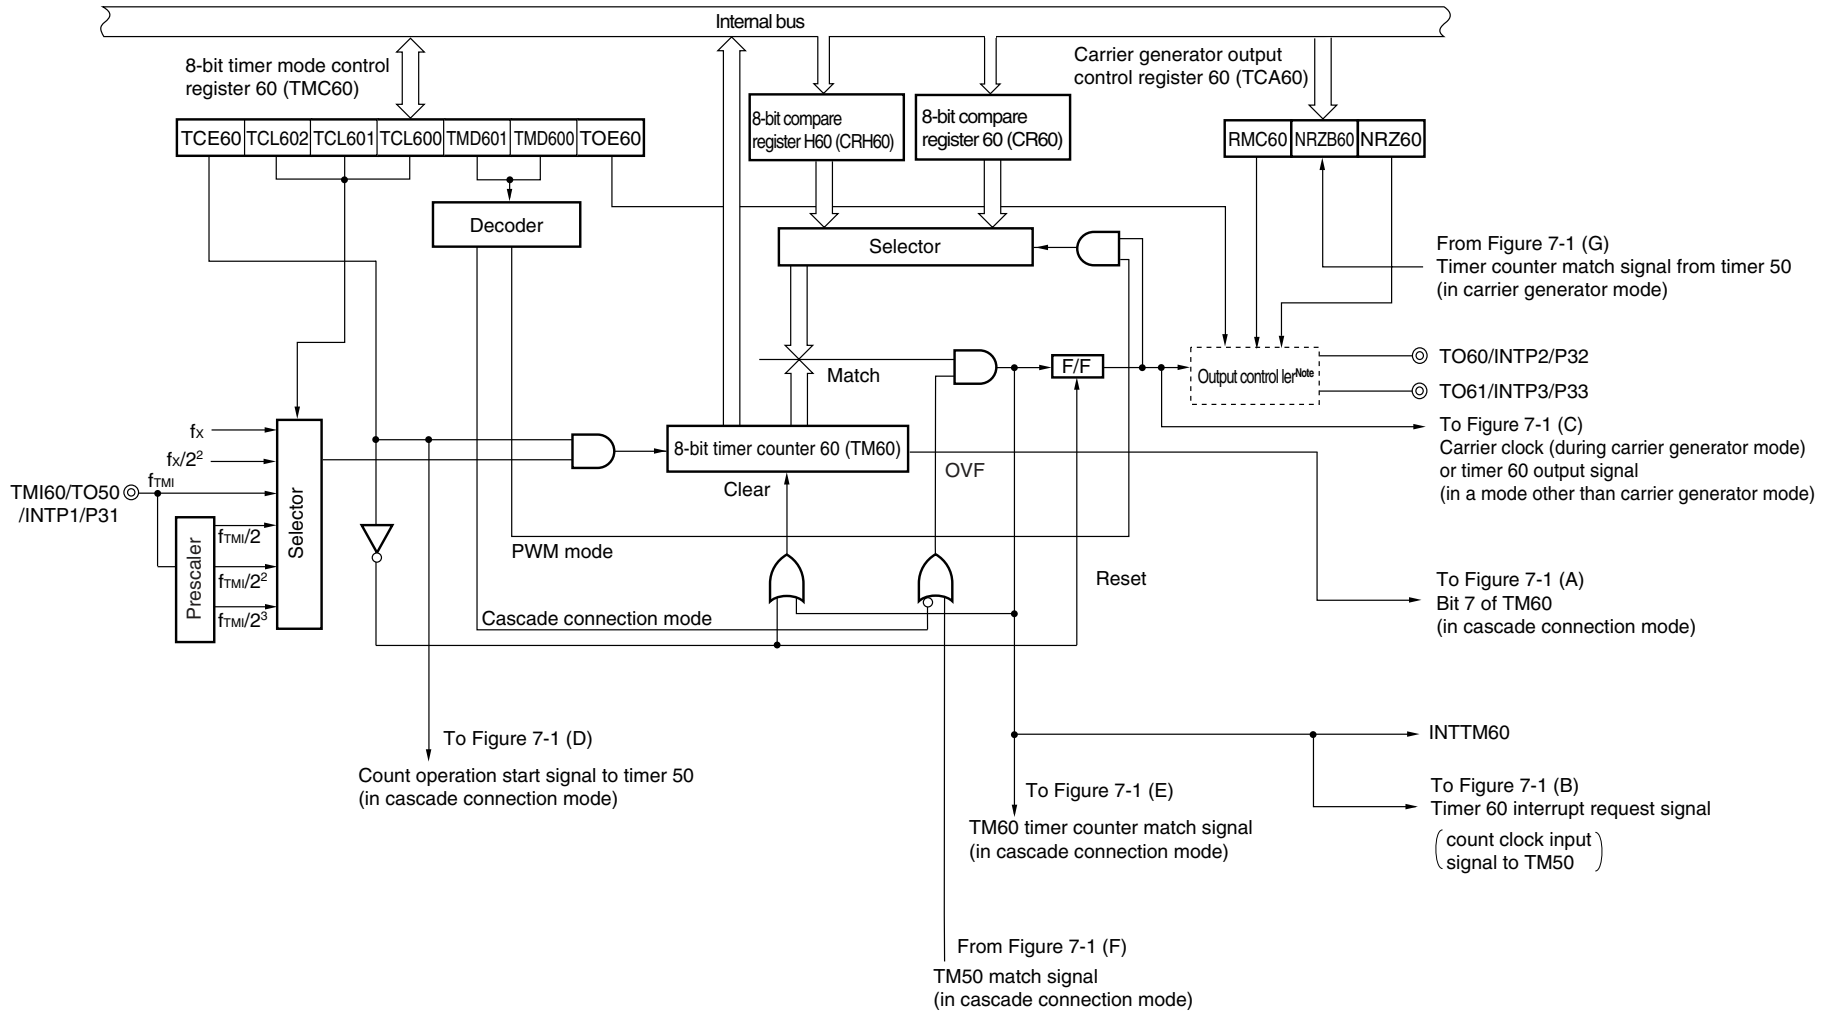 Internal bus
8-bit timer mode control
register 60 (TMC60)
Carrier generator output
control register 60 (TCA60)
8-bit compare
register H60 (CRH60)
8-bit compare
register 60 (CR60)
TCE60 TCL602 TCL601 TCL600 TMD601 TMD600 TOE60
RMC60 NRZB60 NRZ60
Decoder
Selector
From Figure 7-1 (G)
Timer counter match signal from timer 50
(in carrier generator mode)
Match
F/F
Output control lerNote
TO60/INTP2/P32
TO61/INTP3/P33
To Figure 7-1 (C)
Carrier clock (during carrier generator mode)
or timer 60 output signal
(in a mode other than carrier generator mode)
fX
fX/2²
fTMI
TMI60/TO50
/INTP1/P31
Prescaler
fTMI/2
fTMI/2²
fTMI/2³
Selector
8-bit timer counter 60 (TM60)
OVF
Clear
PWM mode
Reset
Cascade connection mode
To Figure 7-1 (A)
Bit 7 of TM60
(in cascade connection mode)
To Figure 7-1 (D)
Count operation start signal to timer 50
(in cascade connection mode)
INTTM60
To Figure 7-1 (E)
TM60 timer counter match signal
(in cascade connection mode)
To Figure 7-1 (B)
Timer 60 interrupt request signal
(count clock input
signal to TM50)
From Figure 7-1 (F)
TM50 match signal
(in cascade connection mode)